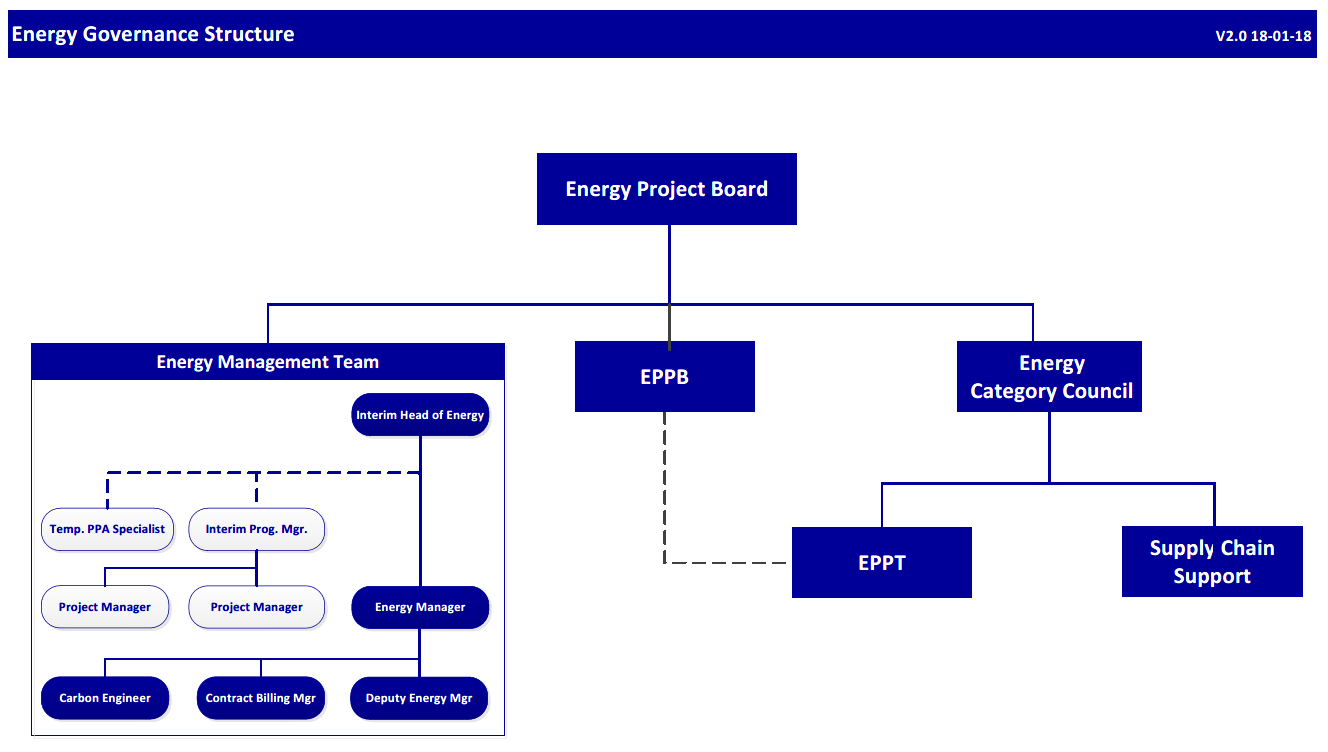 Energy Governance Structure
V2.0 18-01-18
Energy Project Board
Energy Management Team
EPPB
Energy
Category Council
Interim Head of Energy
Temp. PPA Specialist
Interim Prog. Mgr.
EPPT
Supply Chain
Support
Project Manager
Project Manager
Energy Manager
Carbon Engineer
Contract Billing Mgr
Deputy Energy Mgr